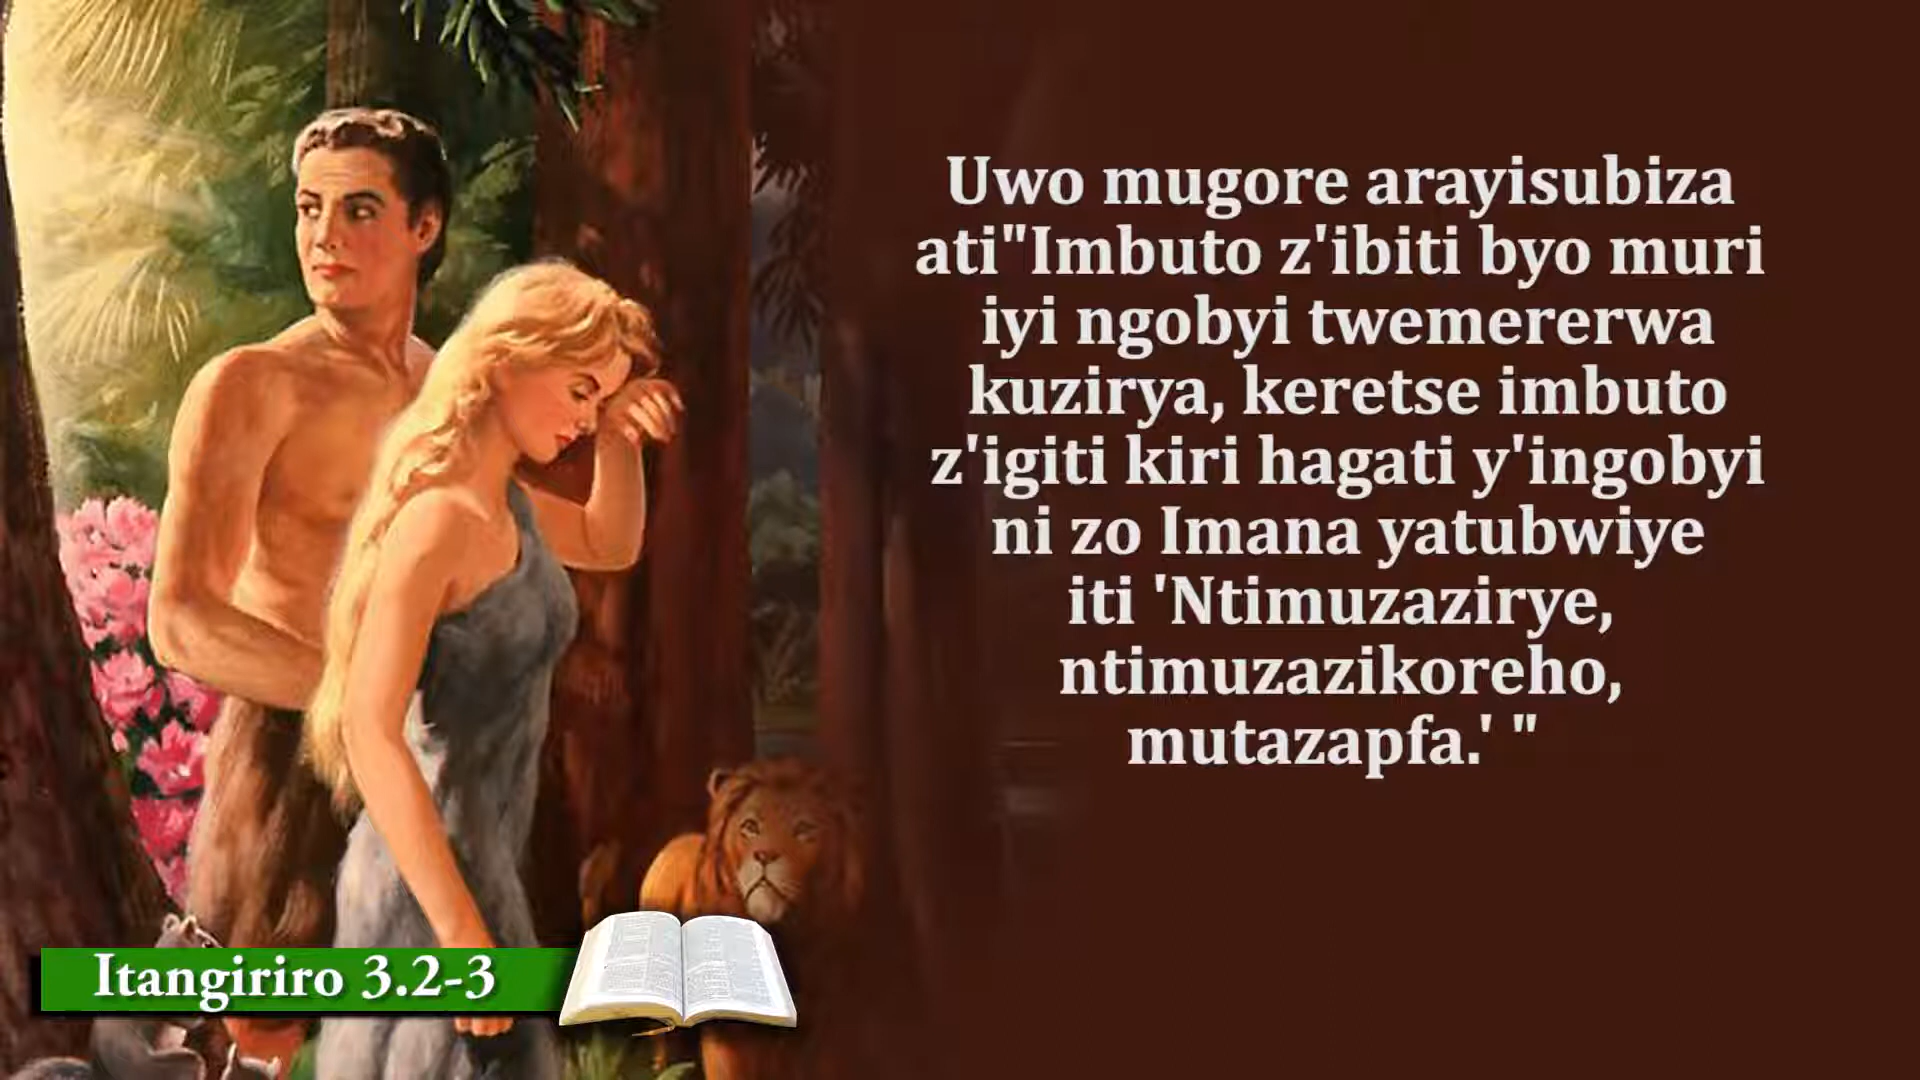 Uwo mugore arayisubiza
ati"Imbuto z'ibiti byo muri
iyi ngobyi twemererwa
kuzirya, keretse imbuto
z'igiti kiri hagati y'ingobyi
ni zo Imana yatubwiye
iti 'Ntimuzazirye,
ntimuzazikoreho,
mutazapfa.' "
Itangiriro 3.2-3